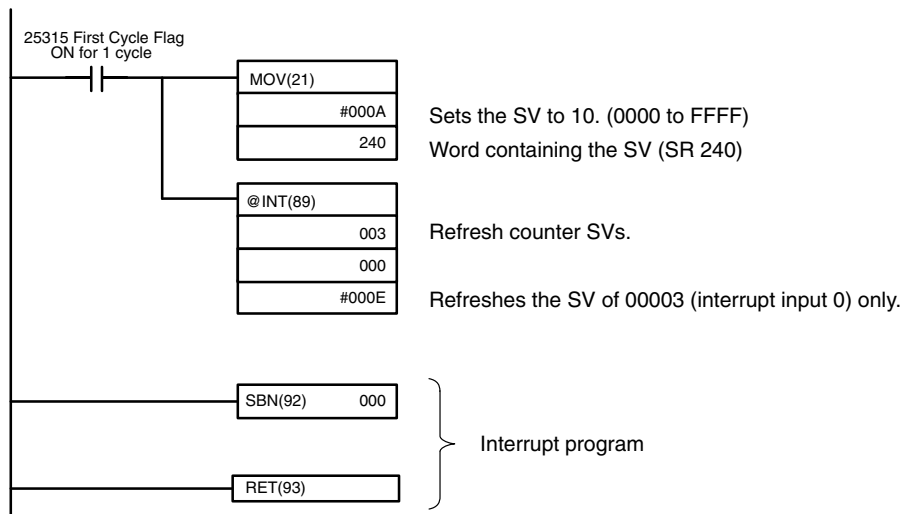 25315 First Cycle Flag
ON for 1 cycle
MOV(21)
#000A
Sets the SV to 10. (0000 to FFFF)
240
Word containing the SV (SR 240)
@INT(89)
003
Refresh counter SVs.
000
#000E
Refreshes the SV of 00003 (interrupt input 0) only.
SBN(92) 000
Interrupt program
RET(93)